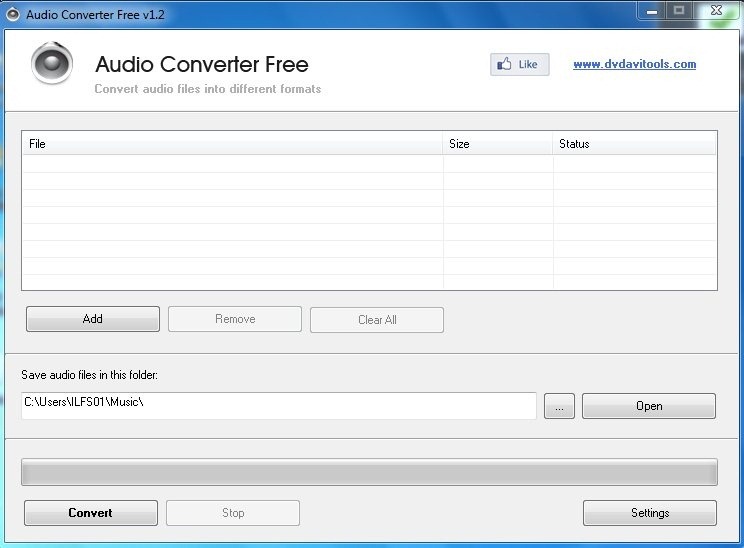 Audio Converter Free v1.2
Audio Converter Free
Convert audio files into different formats
Like
www.dvdavitools.com
File Size Status
Add Remove Clear All
Save audio files in this folder:
C:\Users\ILFS01\Music\
... Open
Convert Stop Settings